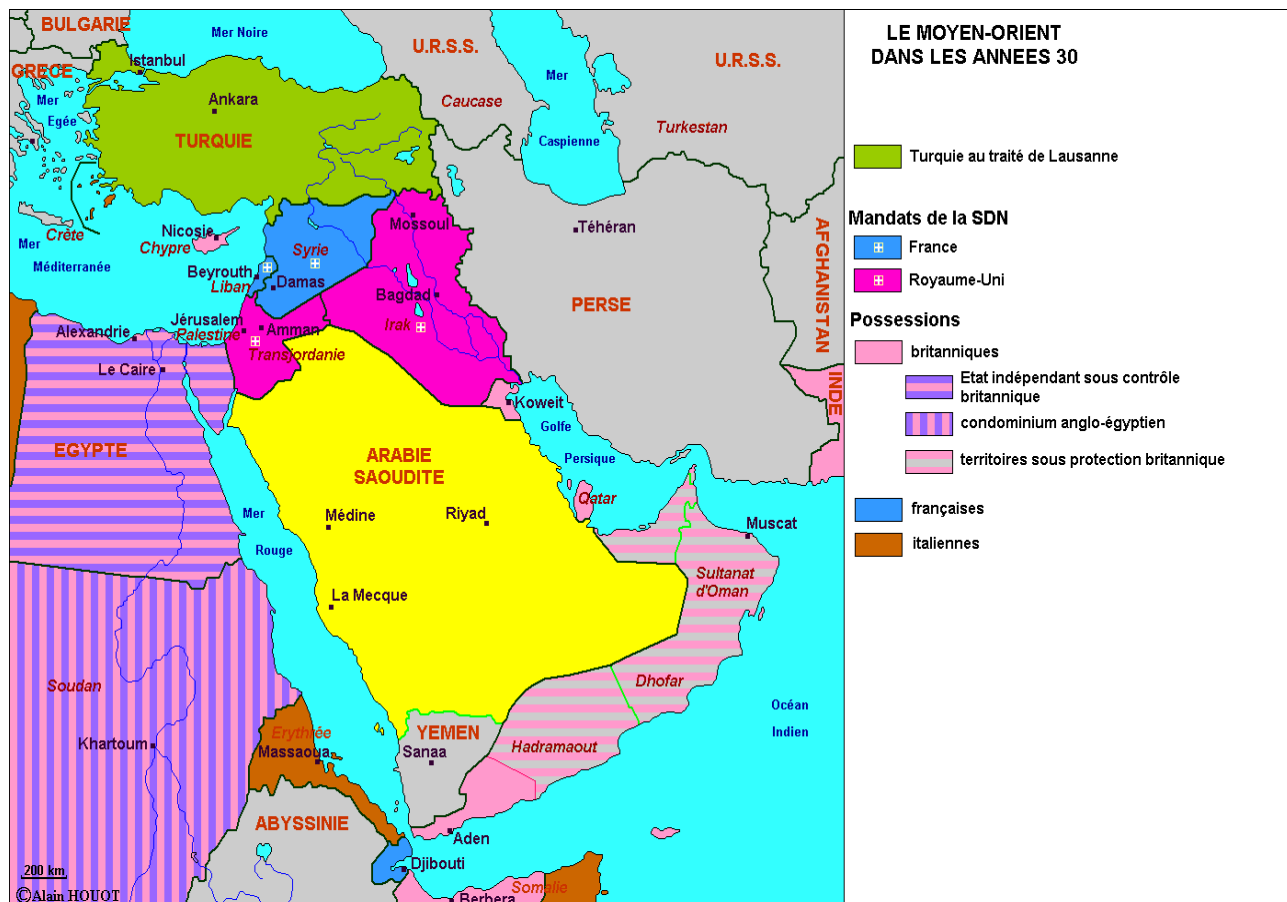 LE MOYEN-ORIENT
DANS LES ANNEES 30
Turquie au traité de Lausanne
Mandats de la SDN
France
Royaume-Uni
Possessions
britanniques
Etat indépendant sous contrôle
britannique
condominium anglo-égyptien
territoires sous protection britannique
françaises
italiennes
BULGARIE
Mer Noire
U.R.S.S.
U.R.S.S.
GRECE
Istanbul
Mer
Egée
Ankara
TURQUIE
Caucase
Mer
Caspienne
Turkestan
Crète
Mer
Méditerranée
Nicosie
Chypre
Mossoul
Téhéran
AFGHANISTAN
Syrie
Beyrouth
Liban
Damas
Bagdad
Irak
PERSE
Jérusalem
Palestine
Amman
Transjordanie
Alexandrie
Le Caire
INDE
Koweit
Golfe
Persique
EGYPTE
ARABIE
SAOUDITE
Qatar
Mer
Rouge
Médine
Riyad
Muscat
La Mecque
Sultanat
d'Oman
Soudan
Dhofar
Océan
Indien
Erythrée
Massaoua
YEMEN
Sanaa
Hadramaout
Khartoum
ABYSSINIE
Aden
Djibouti
200 km
Somalie
Berbera
©Alain HOUOT